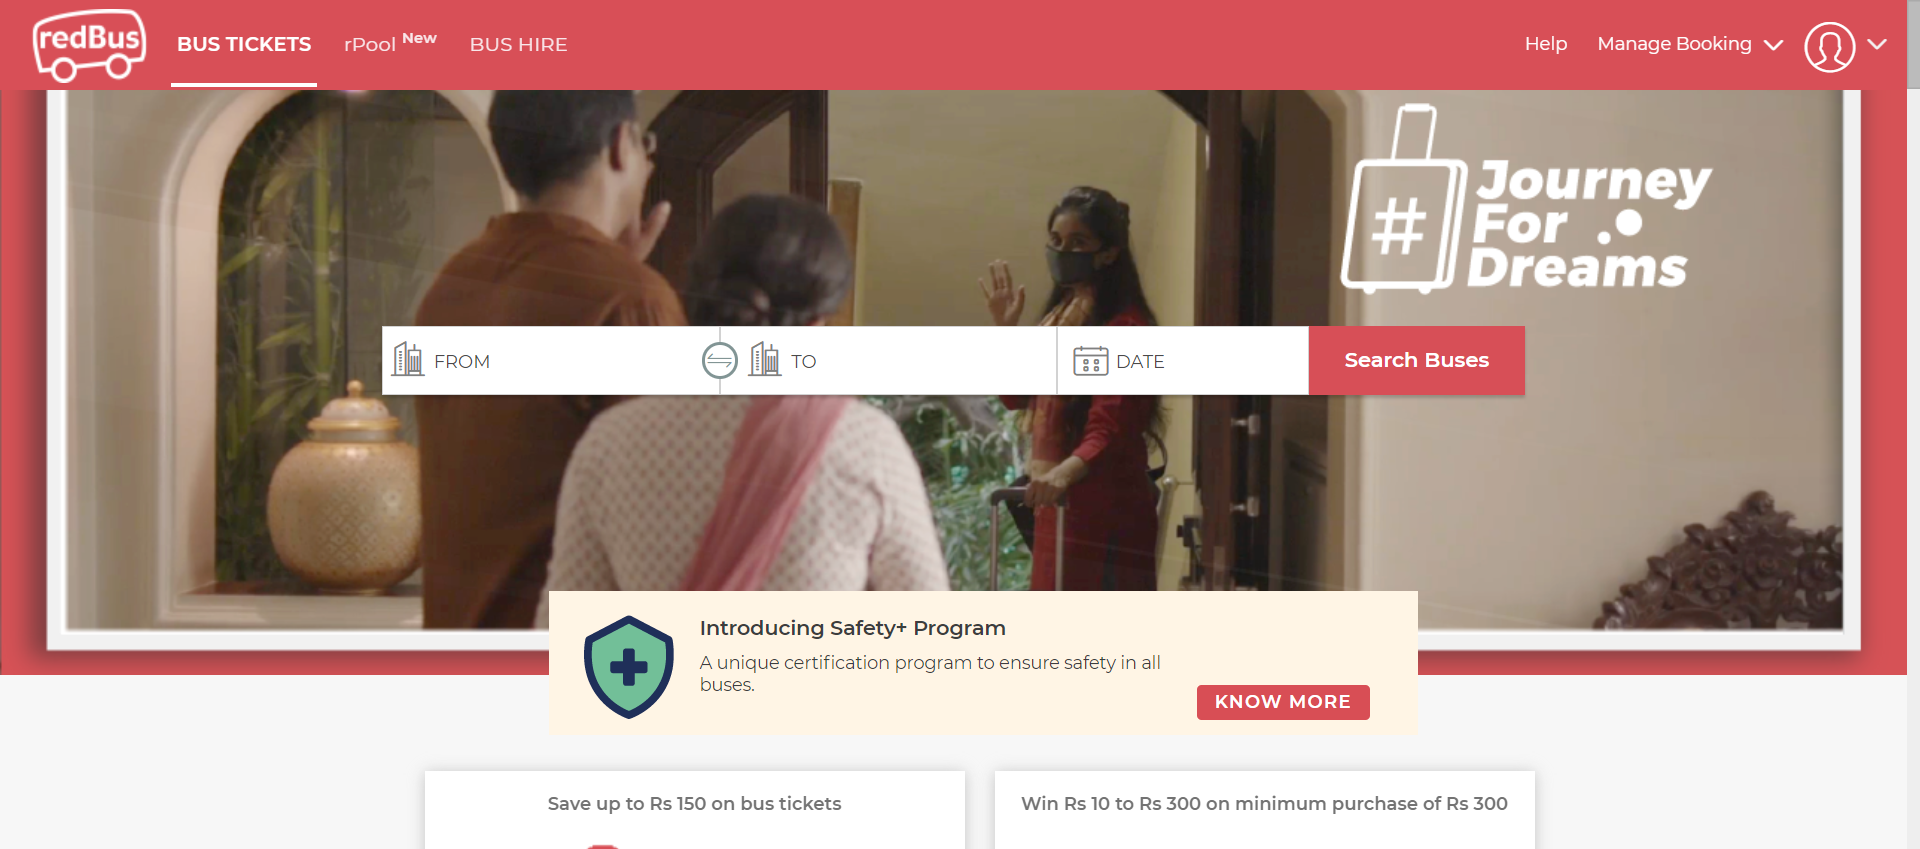 redBus
BUS TICKETS
rPool New
BUS HIRE
Help
Manage Booking
#
Journey
For
Dreams
FROM
TO
DATE
Search Buses
Introducing Safety+ Program
A unique certification program to ensure safety in all
buses.
KNOW MORE
Save up to Rs 150 on bus tickets
Win Rs 10 to Rs 300 on minimum purchase of Rs 300